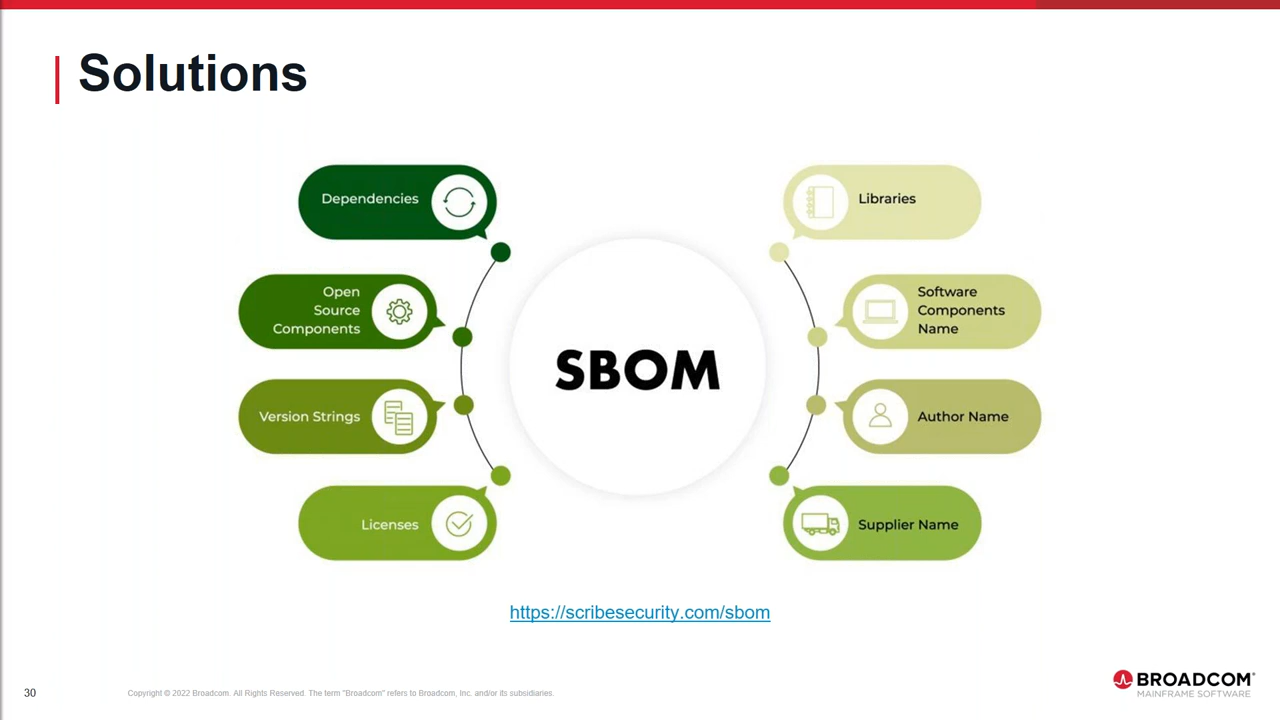 Solutions
Dependencies
Open
Source
Components
Version Strings
Licenses
SBOM
Libraries
Software
Components
Name
Author Name
Supplier Name
https://scribesecurity.com/sbom
30
Copyright © 2022 Broadcom. All Rights Reserved. The term "Broadcom" refers to Broadcom, Inc. and/or its subsidiaries.
BROADCOM®
MAINFRAME SOFTWARE